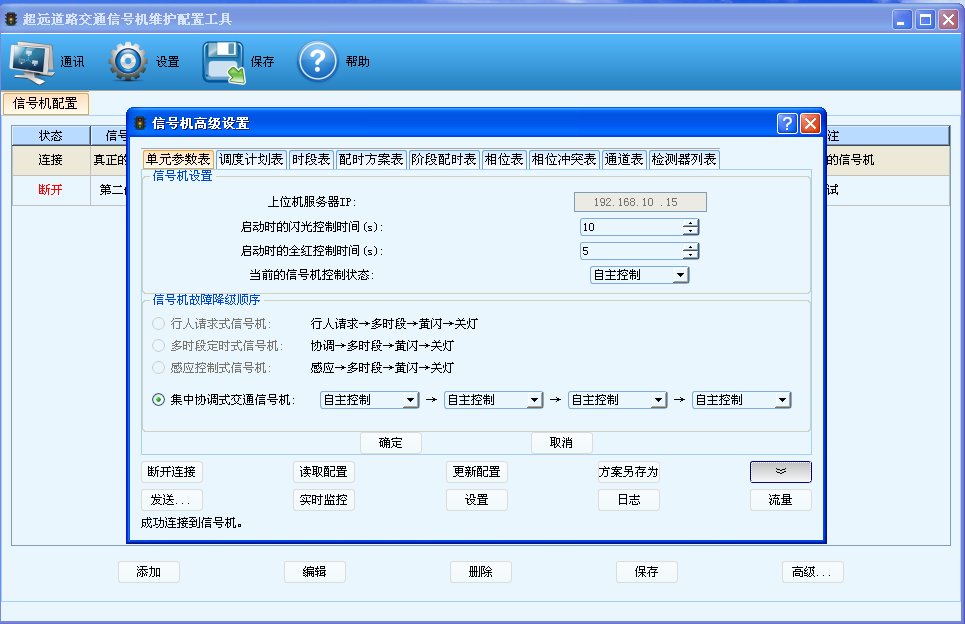 超远道路交通信号机维护配置工具
通讯 设置 保存 帮助
信号机配置
状态 信号 注
连接 真正的 的信号机
断开 第二 试
信号机高级设置
单元参数表 调度计划表 时段表 配时方案表 阶段配时表 相位表 相位冲突表 通道表 检测器列表
信号机设置
上位机服务器IP: 192.168.10 .15
启动时的闪光控制时间(s): 10
启动时的全红控制时间(s): 5
当前的信号机控制状态: 自主控制
信号机故障降级顺序
行人请求式信号机: 行人请求→多时段→黄闪→关灯
多时段定时式信号机: 协调→多时段→黄闪→关灯
感应控制式信号机: 感应→多时段→黄闪→关灯
集中协调式交通信号机: 自主控制 → 自主控制 → 自主控制 → 自主控制
确定 取消
断开连接 读取配置 更新配置 方案另存为
发送... 实时监控 设置 日志 流量
成功连接到信号机。
添加 编辑 删除 保存 高级...